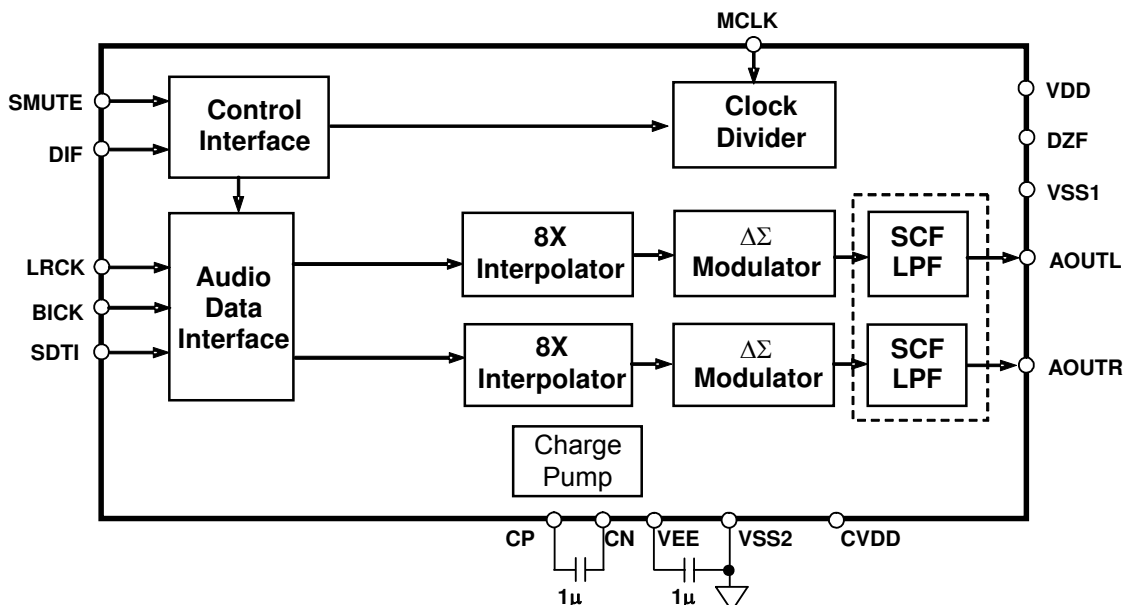 MCLK
SMUTE
DIF
Control
Interface
Clock
Divider
VDD
DZF
VSS1
LRCK
BICK
SDTI
Audio
Data
Interface
8X
Interpolator
ΔΣ
Modulator
SCF
LPF
AOUTL
8X
Interpolator
ΔΣ
Modulator
SCF
LPF
AOUTR
Charge
Pump
CP
CN
VEE
VSS2
CVDD
1μ
1μ